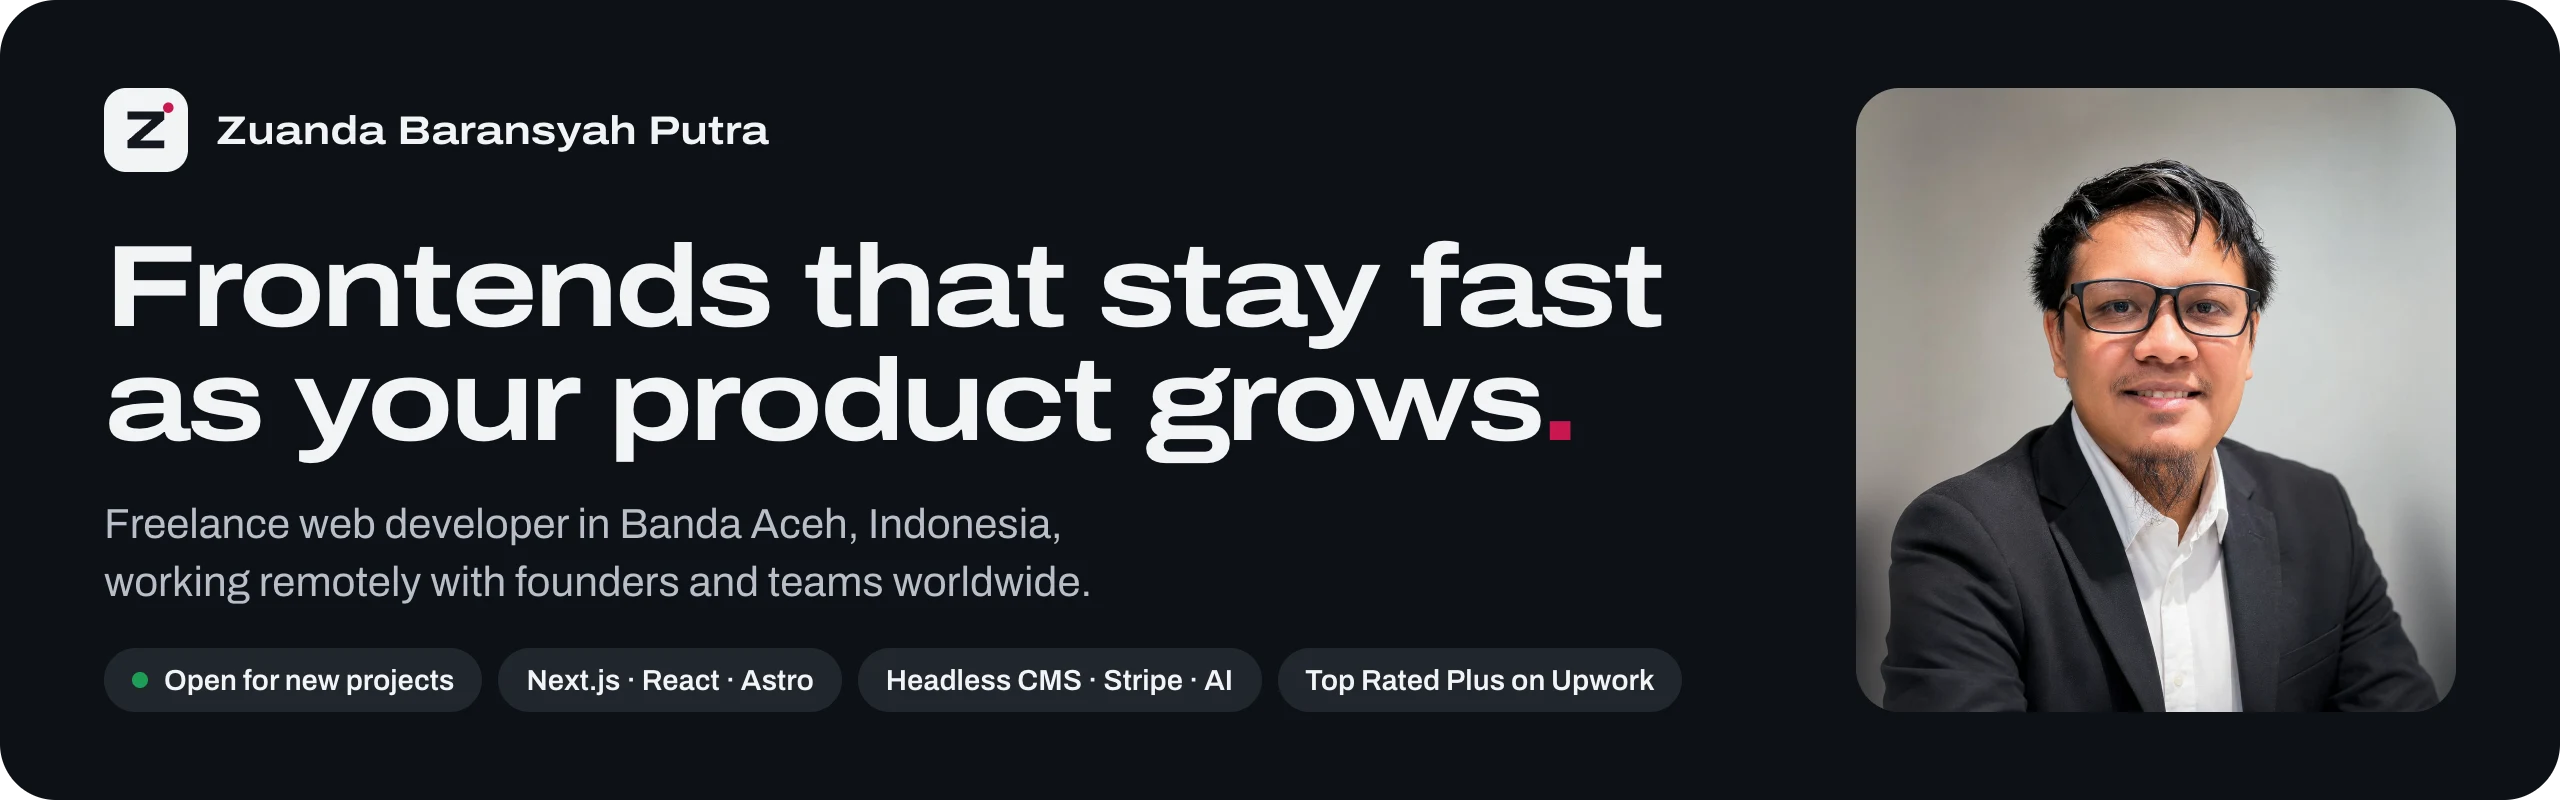 Z
Zuanda Baransyah Putra
Frontends that stay fast
as your product grows.
Freelance web developer in Banda Aceh, Indonesia,
working remotely with founders and teams worldwide.
Open for new projects
Next.js · React · Astro
Headless CMS · Stripe · AI
Top Rated Plus on Upwork